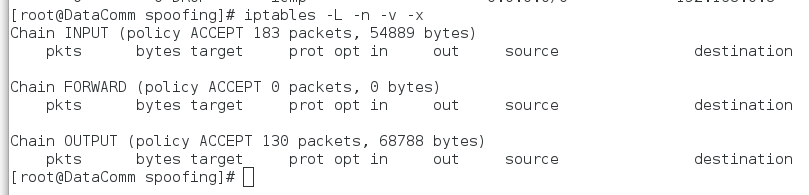 [root@DataComm spoofing]# iptables -L -n -v -x
Chain INPUT (policy ACCEPT 183 packets, 54889 bytes)
    pkts      bytes target     prot opt in     out     source               destination

Chain FORWARD (policy ACCEPT 0 packets, 0 bytes)
    pkts      bytes target     prot opt in     out     source               destination

Chain OUTPUT (policy ACCEPT 130 packets, 68788 bytes)
    pkts      bytes target     prot opt in     out     source               destination
[root@DataComm spoofing]#